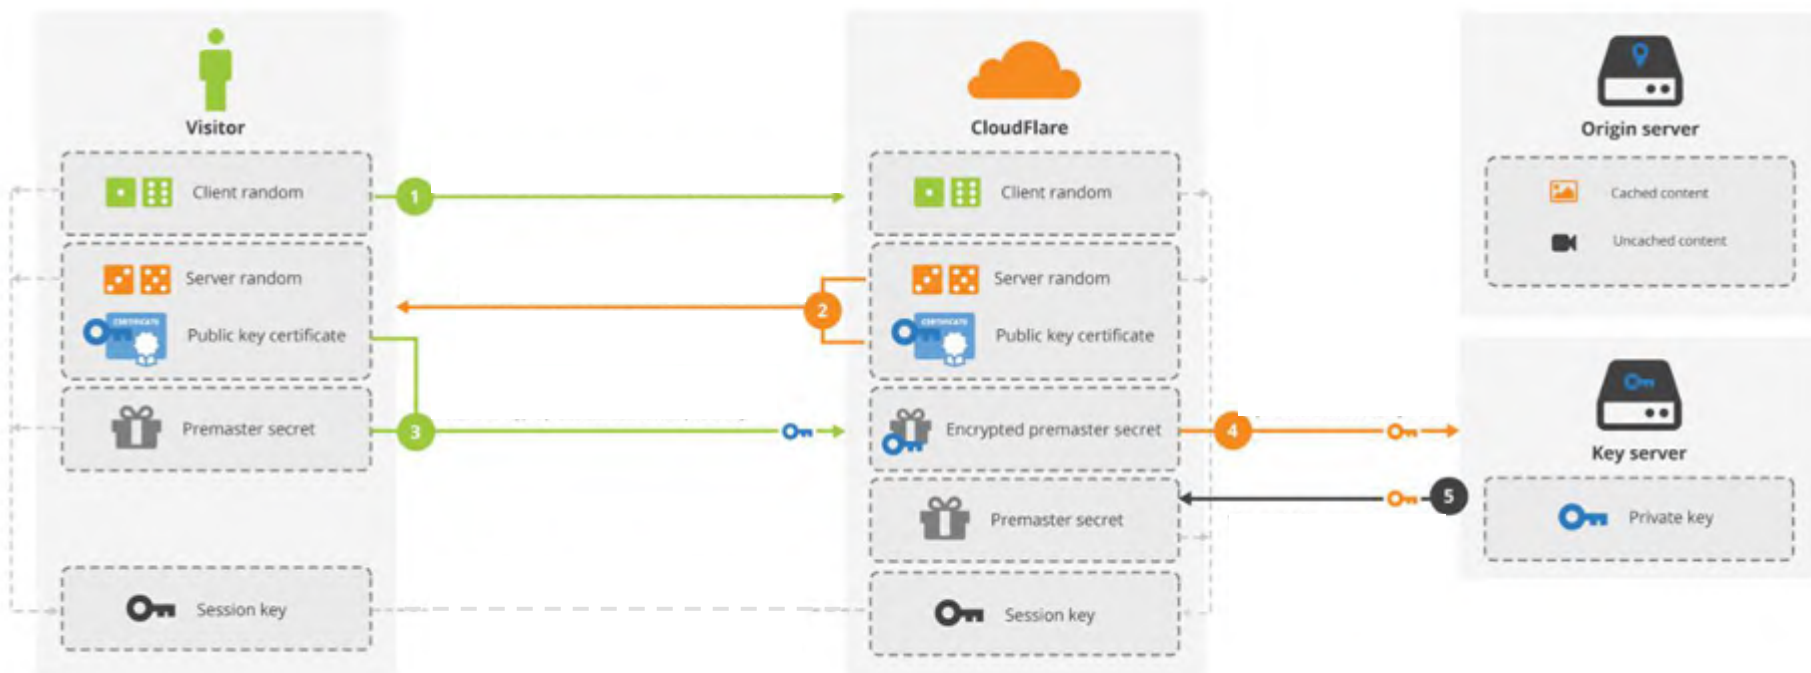 Visitor
CloudFlare
Origin server
Client random
1
Client random
Cached content
Uncached content
Server random
Public key certificate
CERTIFICATE
2
Server random
Public key certificate
CERTIFICATE
Premaster secret
3
Encrypted premaster secret
4
Key server
5
Premaster secret
Private key
Session key
Session key